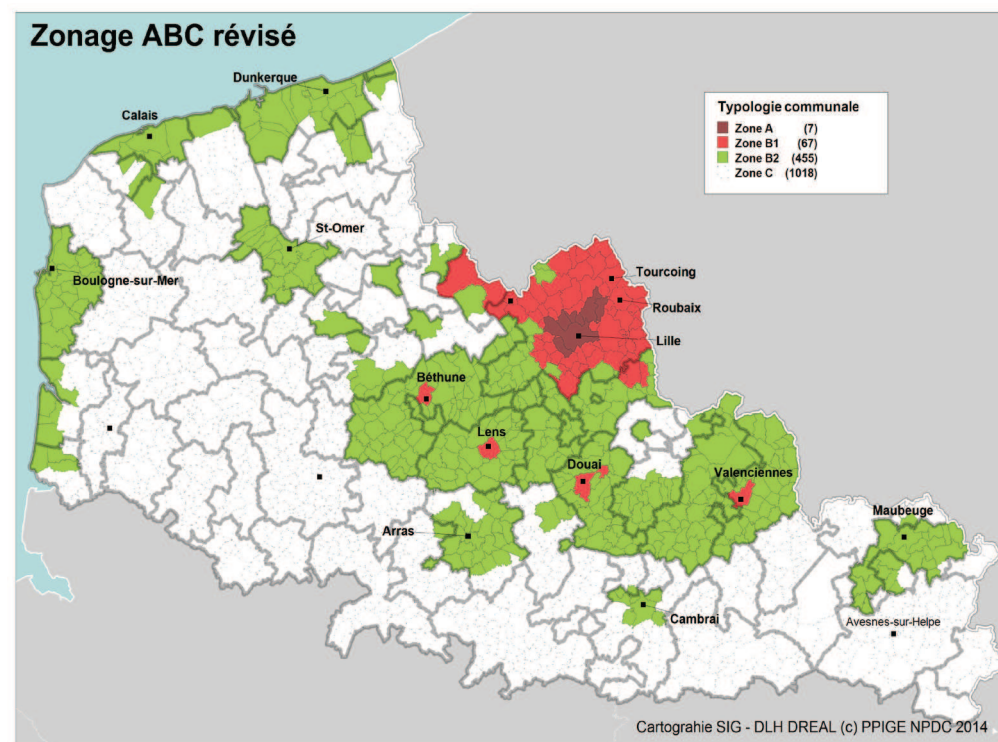 Zonage ABC révisé
Dunkerque
Calais
Typologie communale
Zone A (7)
Zone B1 (67)
Zone B2 (455)
Zone C (1018)
St-Omer
Boulogne-sur-Mer
Tourcoing
Roubaix
Lille
Béthune
Lens
Douai
Valenciennes
Maubeuge
Arras
Cambrai
Avesnes-sur-Helpe
Cartograhie SIG - DLH DREAL (c) PPIGE NPDC 2014